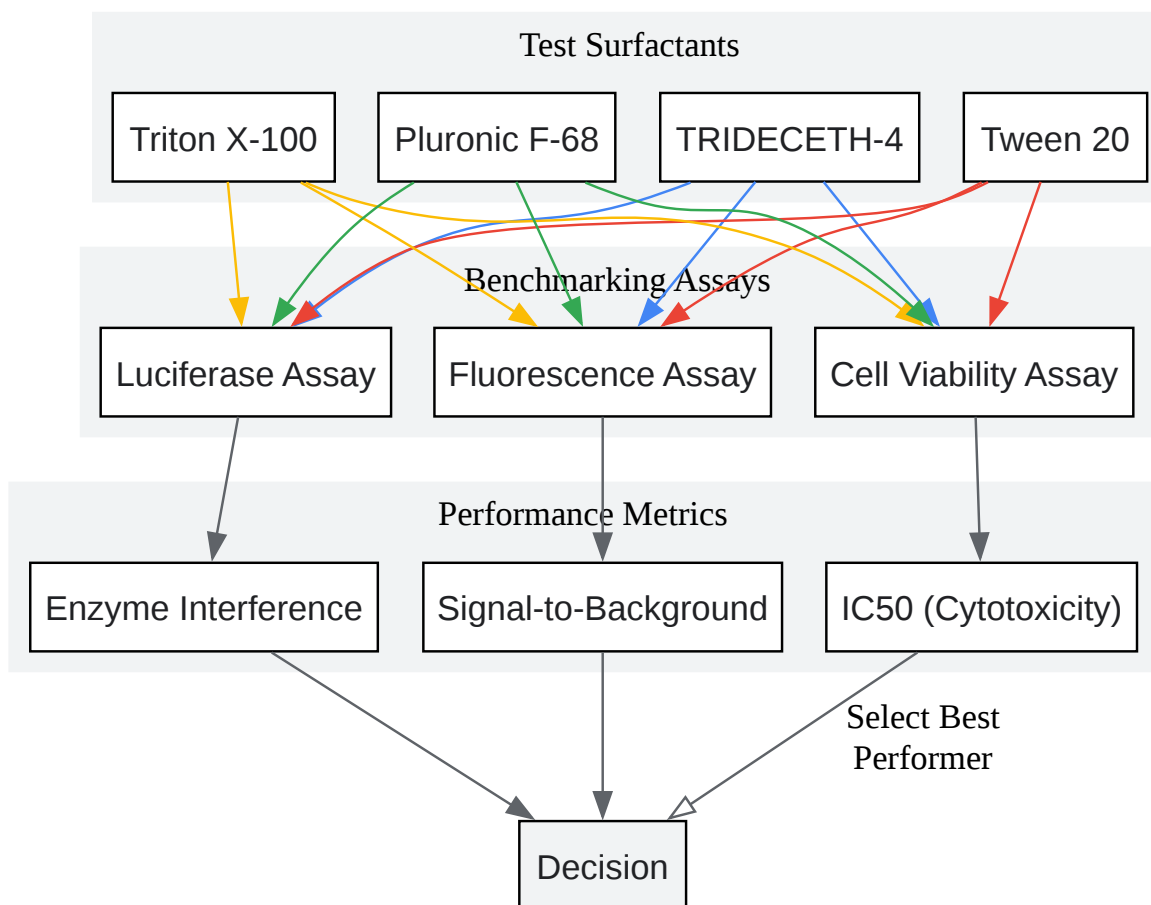 Test Surfactants
Triton X-100
Pluronic F-68
TRIDECETH-4
Tween 20
Benchmarking Assays
Luciferase Assay
Fluorescence Assay
Cell Viability Assay
Performance Metrics
Enzyme Interference
Signal-to-Background
IC50 (Cytotoxicity)
Select Best
Performer
Decision